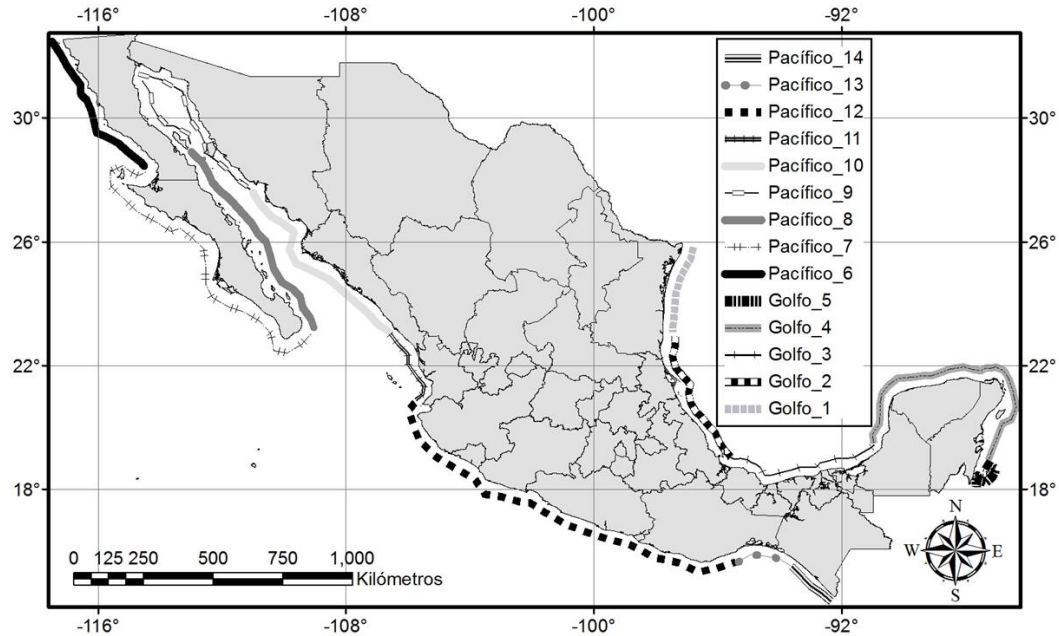 -116° -108° -100° -92°
Pacífico_14
Pacífico_13
30° 30°
Pacífico_12
Pacífico_11
Pacífico_10
Pacífico_9
Pacífico_8
26° 26°
Pacífico_7
Pacífico_6
Golfo_5
Golfo_4
Golfo_3
22° 22°
Golfo_2
Golfo_1
18° 18°
N
W E
S
0 125 250 500 750 1,000
Kilómetros
-116° -108° -100° -92°